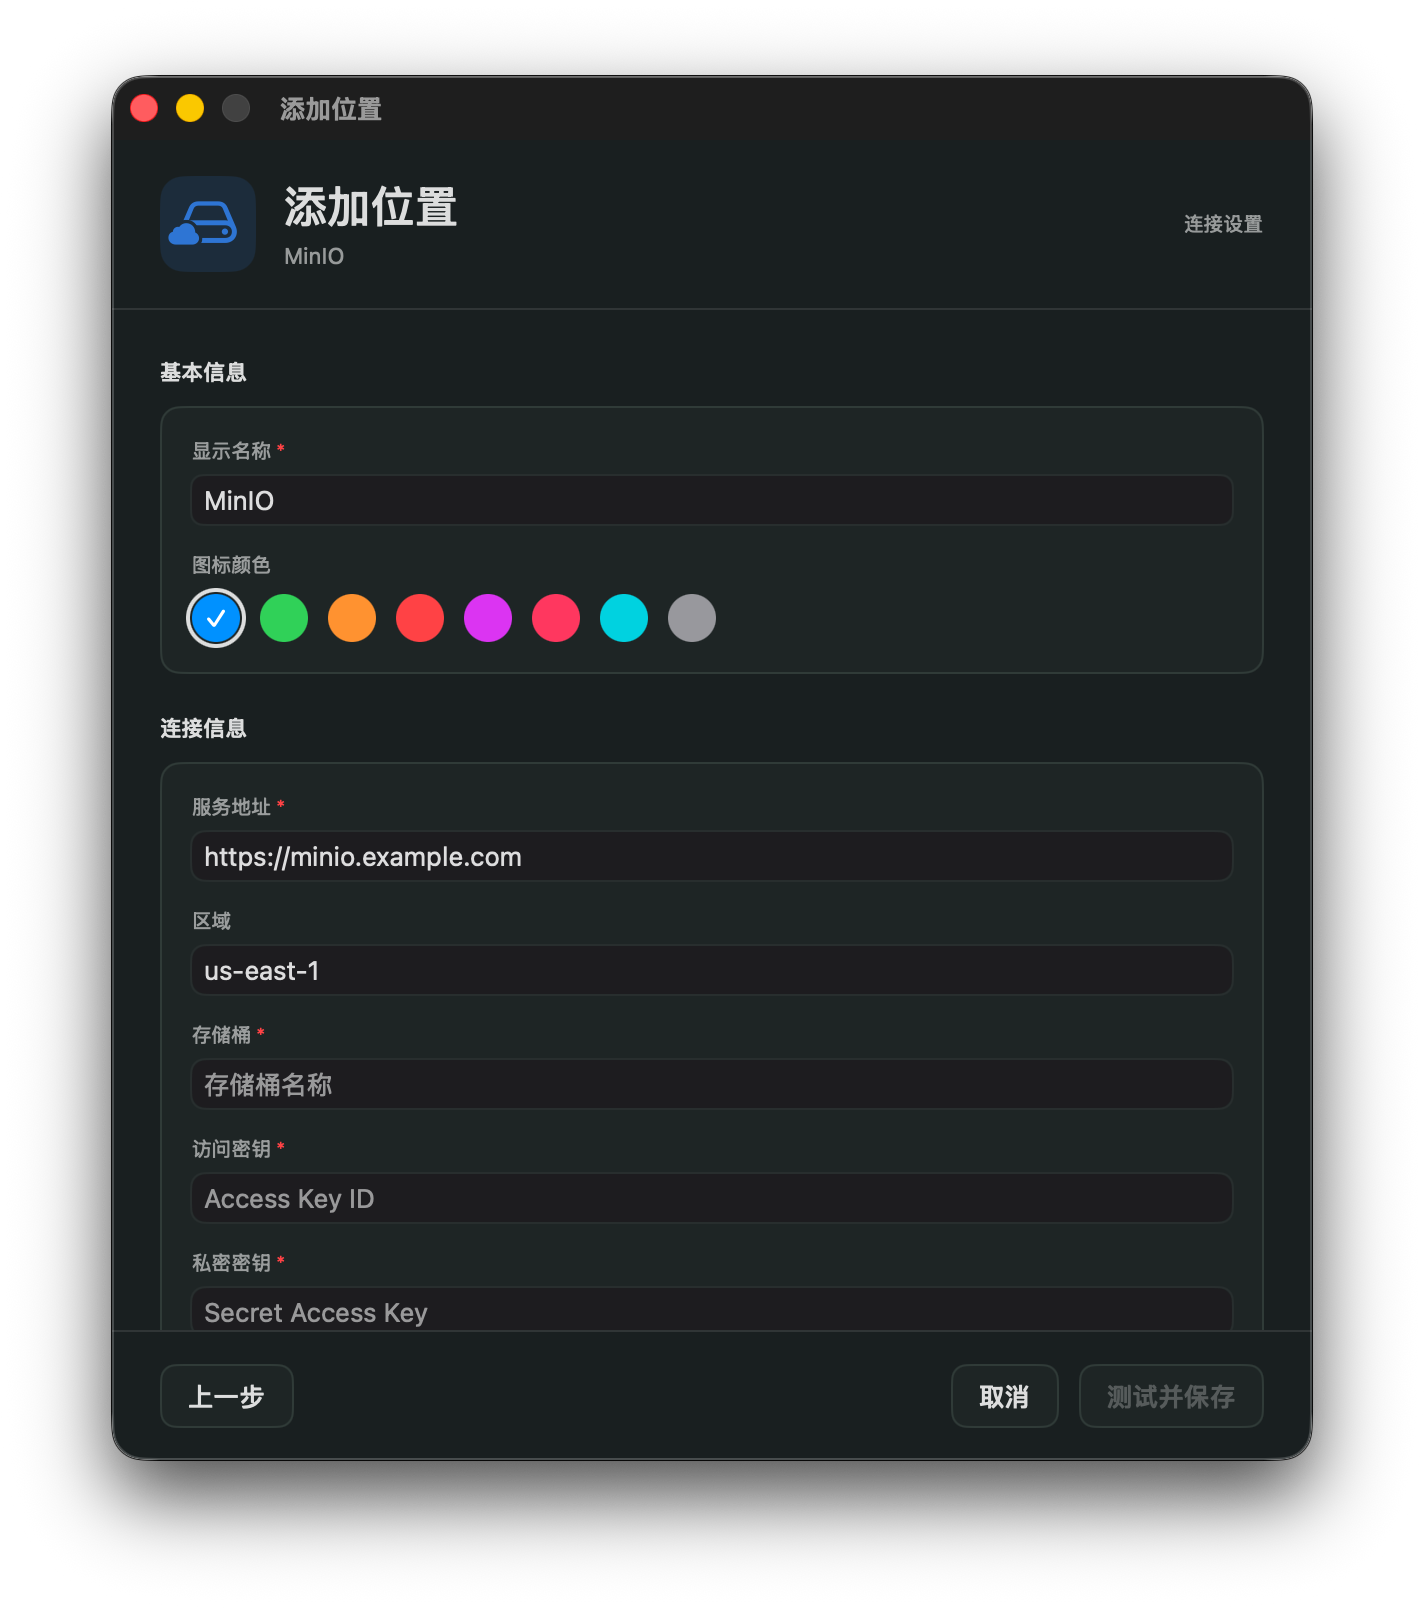 添加位置
添加位置
MinIO
连接设置
基本信息
显示名称 *
MinIO
图标颜色
连接信息
服务地址 *
https://minio.example.com
区域
us-east-1
存储桶 *
存储桶名称
访问密钥 *
Access Key ID
私密密钥 *
Secret Access Key
上一步
取消
测试并保存